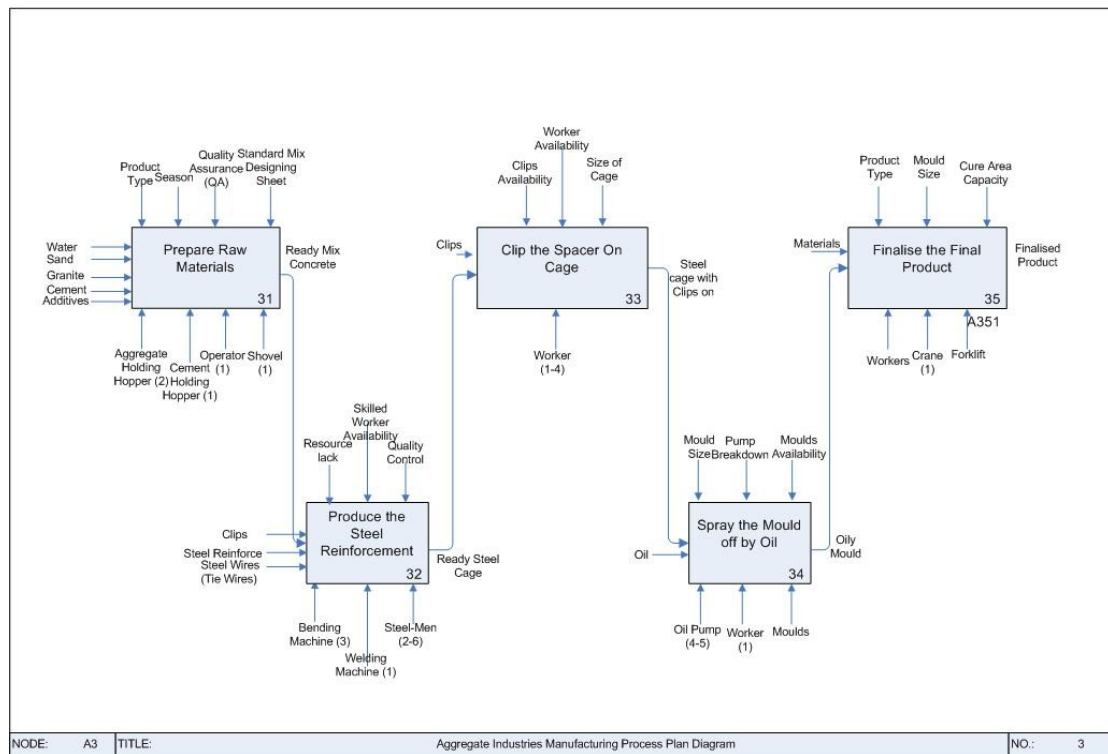 Product
Type
Season
Quality
Assurance
(QA)
Standard Mix
Designing
Sheet
Water
Sand
Granite
Cement
Additives
Prepare Raw
Materials
31
Ready Mix
Concrete
Aggregate
Holding
Hopper (2)
Cement
Holding
Hopper (1)
Operator
(1)
Shovel
(1)
Resource
lack
Skilled
Worker
Availability
Quality
Control
Clips
Steel Reinforce
Steel Wires
(Tie Wires)
Produce the
Steel
Reinforcement
32
Ready Steel
Cage
Bending
Machine (3)
Welding
Machine (1)
Steel-Men
(2-6)
Clips
Availability
Worker
Availability
Size of
Cage
Clips
Clip the Spacer On
Cage
33
Steel
cage with
Clips on
Worker
(1-4)
Mould
Size
Pump
Breakdown
Moulds
Availability
Oil
Spray the Mould
off by Oil
34
Oily
Mould
Oil Pump
(4-5)
Worker
(1)
Moulds
Product
Type
Mould
Size
Cure Area
Capacity
Materials
Finalise the Final
Product
35
A351
Finalised
Product
Workers
Crane
(1)
Forklift
NODE: A3 TITLE: Aggregate Industries Manufacturing Process Plan Diagram NO.: 3